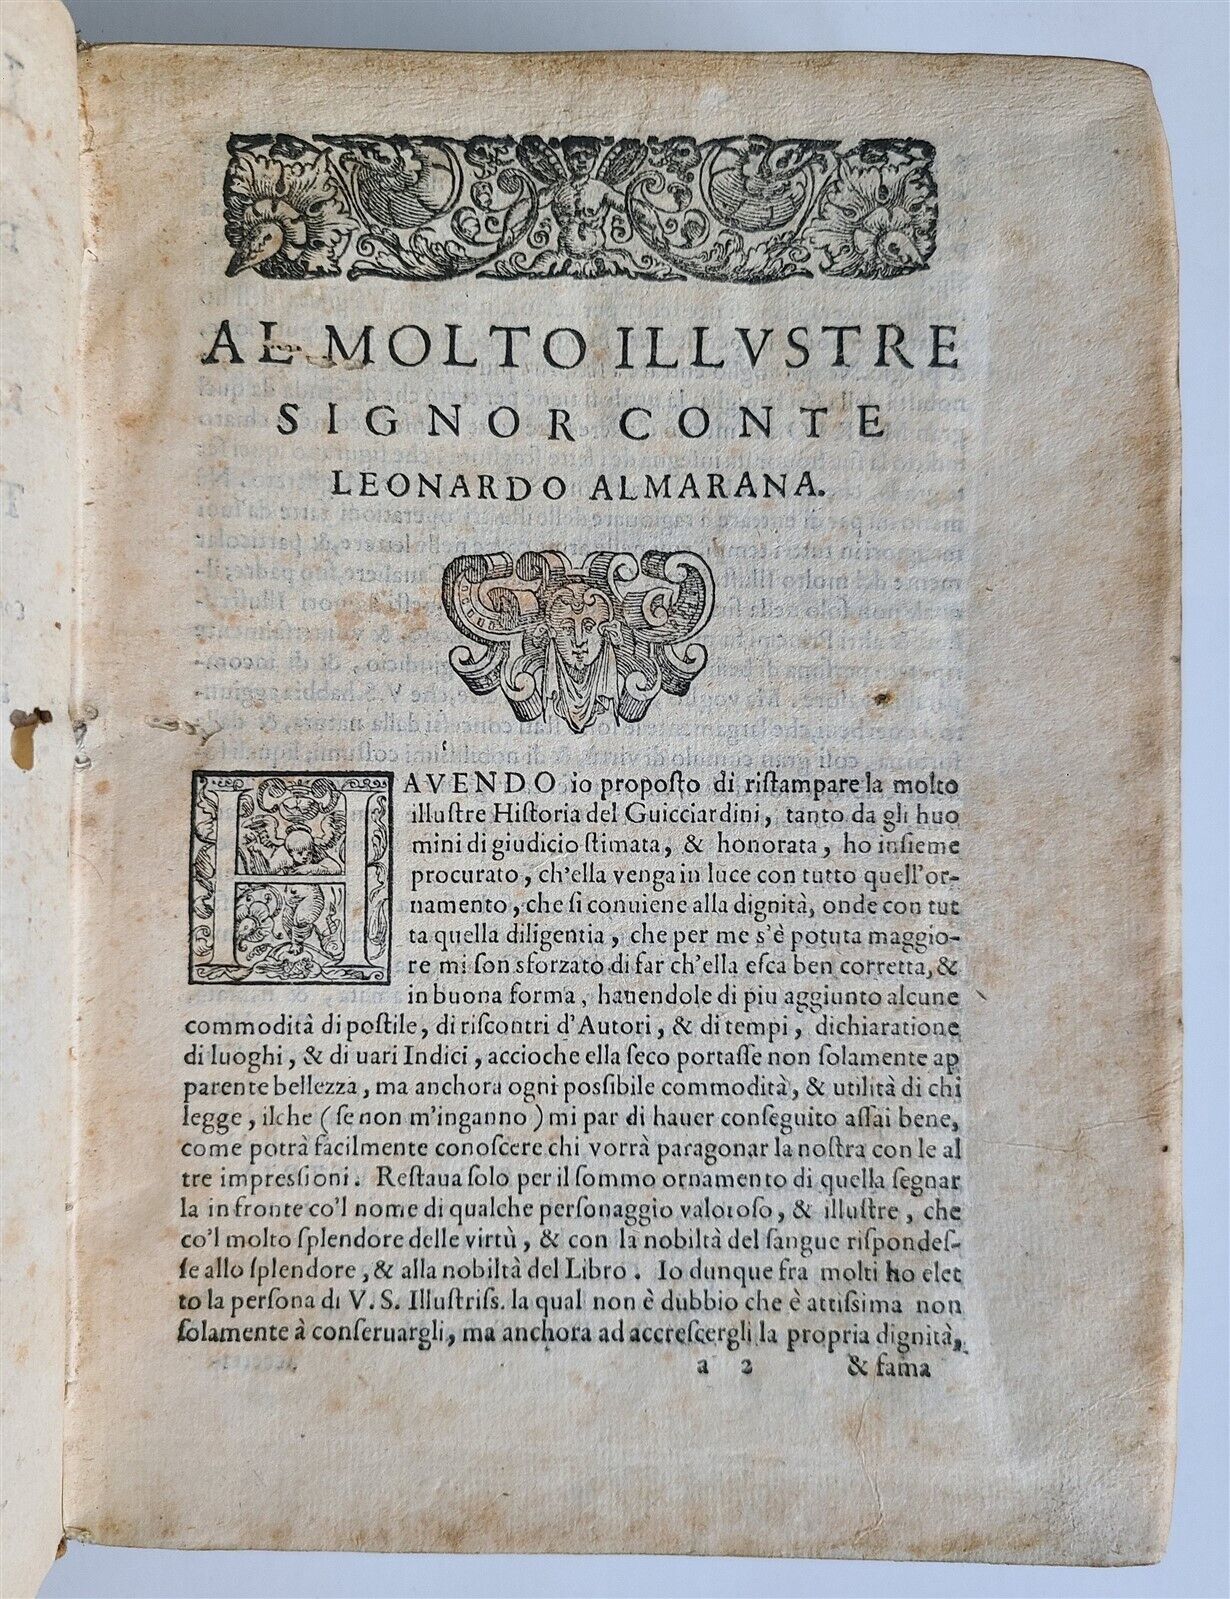 AL MOLTO ILLVSTRE
SIGNOR CONTE
LEONARDO ALMARANA.
HAVENDO io proposto di ristampare la molto
illustre Historia del Guicciardini, tanto da gli huo
mini di giudicio stimata, & honorata, ho insieme
procurato, ch'ella venga in luce con tutto quell'or-
namento, che si conuiene alla dignità, onde con tut
ta quella diligentia, che per me s'è potuta maggio-
re mi son sforzato di far ch'ella esca ben corretta, &
in buona forma, hauendole di piu aggiunto alcune
commodità di postile, di riscontri d'Autori, & di tempi, dichiaratione
di luoghi, & di uari Indici, accioche ella seco portasse non solamente ap
parente bellezza, ma anchora ogni possibile commodità, & utilità di chi
legge, ilche (se non m'inganno) mi par di hauer conseguito assai bene,
come potrà facilmente conoscere chi vorrà paragonar la nostra con le al
tre impressioni. Restaua solo per il sommo ornamento di quella segnar
la in fronte co'l nome di qualche personaggio valoroso, & illustre, che
co'l molto splendore delle virtù, & con la nobiltà del sangue rispondes-
se allo splendore, & alla nobiltà del Libro. Io dunque fra molti ho elet
to la persona di V. S. Illustriss. la qual non è dubbio che è attissima non
solamente à conseruargli, ma anchora ad accrescergli la propria dignità,
a 2 & fama